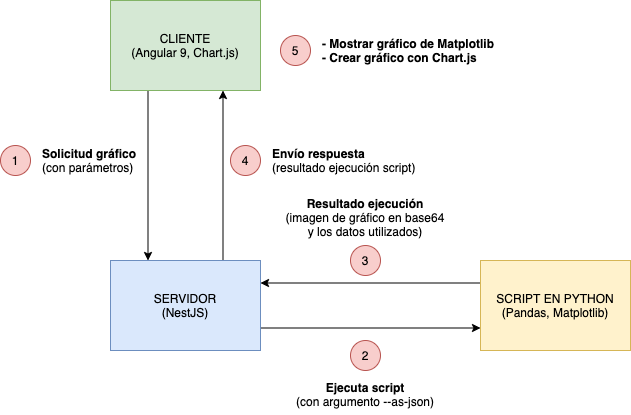 CLIENTE
(Angular 9, Chart.js)
5
- Mostrar gráfico de Matplotlib
- Crear gráfico con Chart.js
1
Solicitud gráfico
(con parámetros)
4
Envío respuesta
(resultado ejecución script)
Resultado ejecución
(imagen de gráfico en base64
y los datos utilizados)
3
SERVIDOR
(NestJS)
SCRIPT EN PYTHON
(Pandas, Matplotlib)
2
Ejecuta script
(con argumento --as-json)